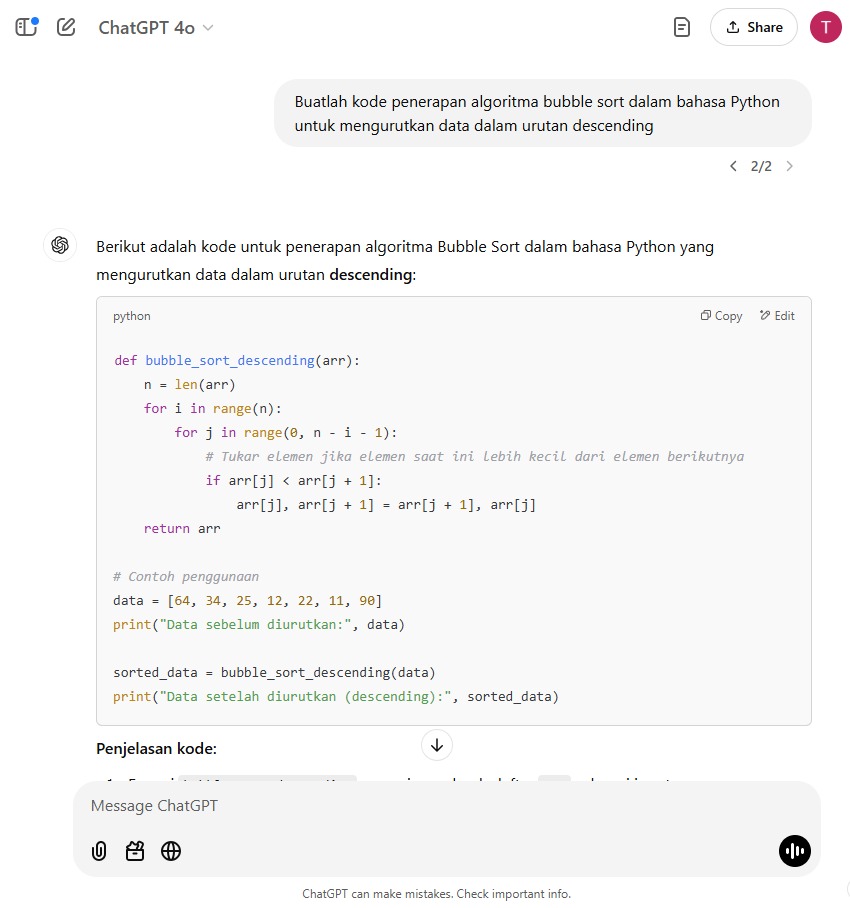 ChatGPT 4o
Share
T
Buatlah kode penerapan algoritma bubble sort dalam bahasa Python
untuk mengurutkan data dalam urutan descending
2/2
Berikut adalah kode untuk penerapan algoritma Bubble Sort dalam bahasa Python yang
mengurutkan data dalam urutan descending:
python
Copy
Edit
def bubble_sort_descending(arr):
    n = len(arr)
    for i in range(n):
        for j in range(0, n - i - 1):
            # Tukar elemen jika elemen saat ini lebih kecil dari elemen berikutnya
            if arr[j] < arr[j + 1]:
                arr[j], arr[j + 1] = arr[j + 1], arr[j]
    return arr
# Contoh penggunaan
data = [64, 34, 25, 12, 22, 11, 90]
print("Data sebelum diurutkan:", data)
sorted_data = bubble_sort_descending(data)
print("Data setelah diurutkan (descending):", sorted_data)
Penjelasan kode:
Message ChatGPT
ChatGPT can make mistakes. Check important info.